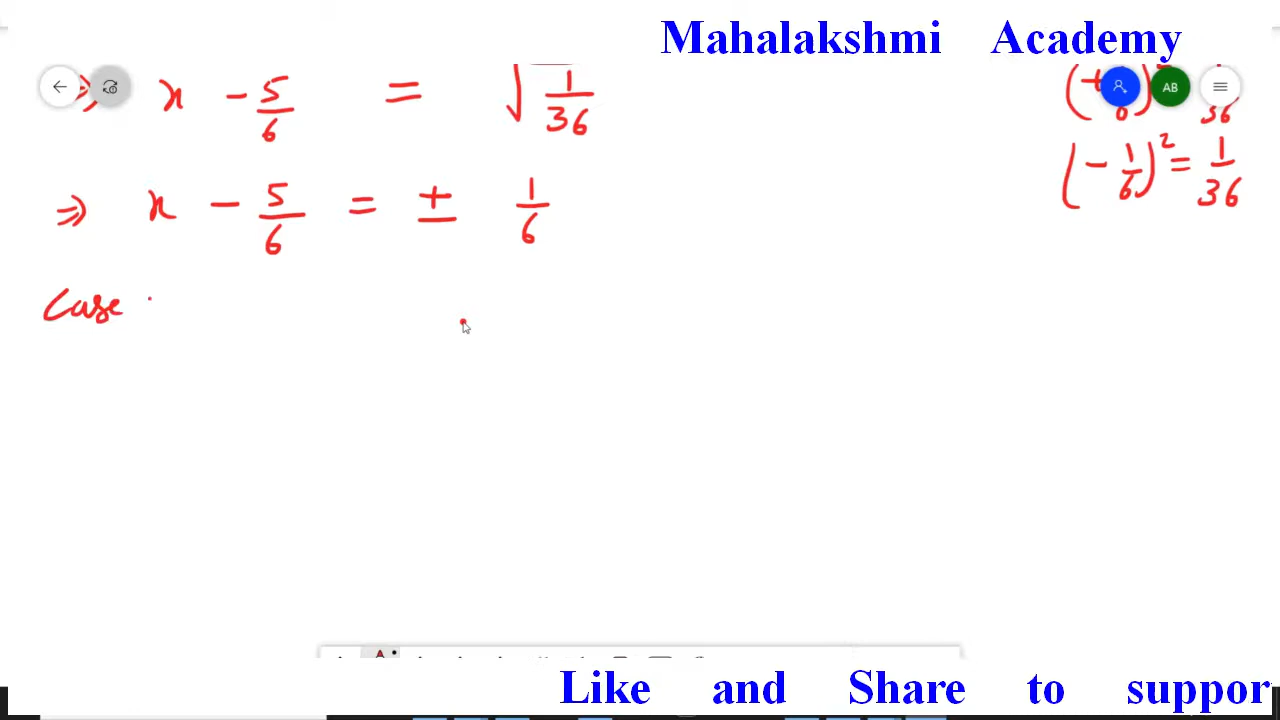 Mahalakshmi Academy
⇒ x - 5/6 = √(1/36)
(- 1/6)² = 1/36
⇒ x - 5/6 = ± 1/6
Case
AB
Like and Share to suppor